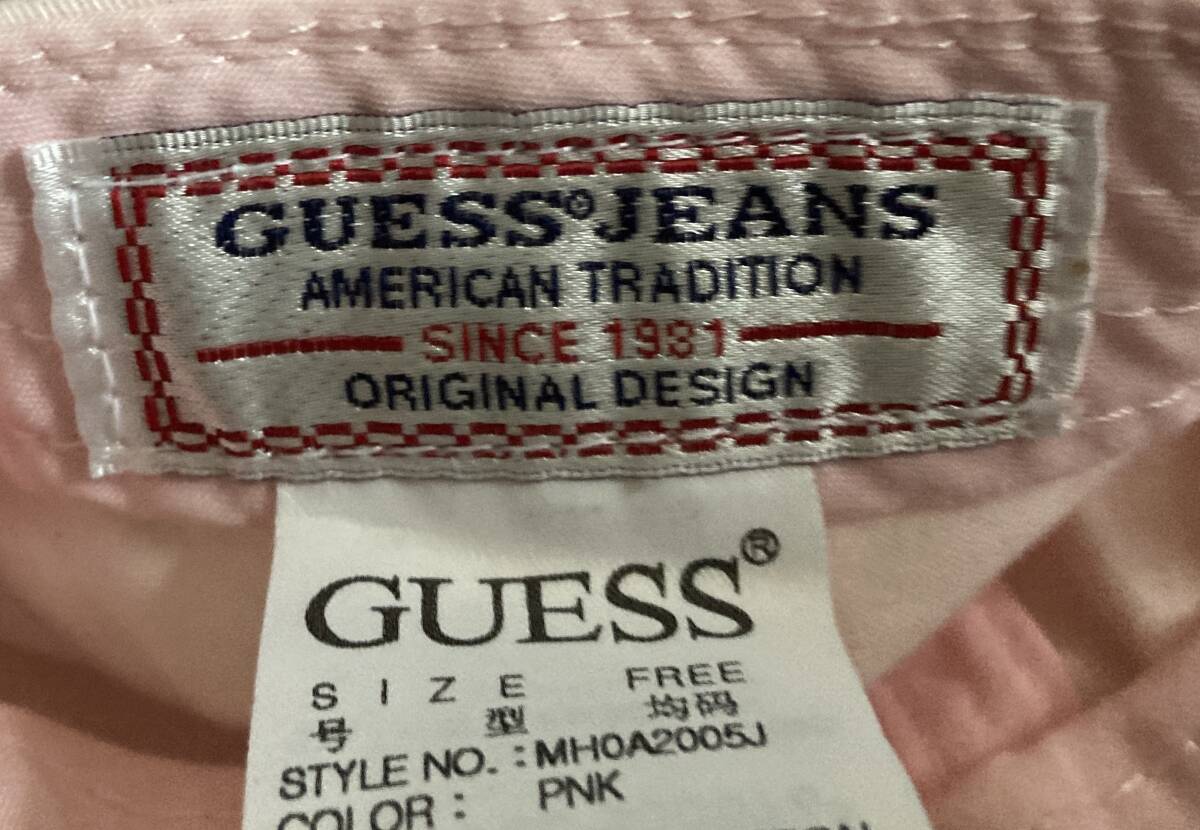 GUESS®JEANS
AMERICAN TRADITION
SINCE 1981
ORIGINAL DESIGN
GUESS®
SIZE FREE
号型 均码
STYLE NO.:MH0A2005J
COLOR: PNK